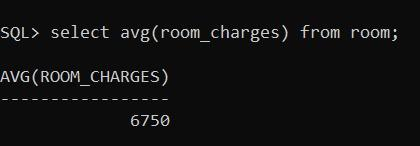 SQL> select avg(room_charges) from room;
AVG(ROOM_CHARGES)
-----------------
6750